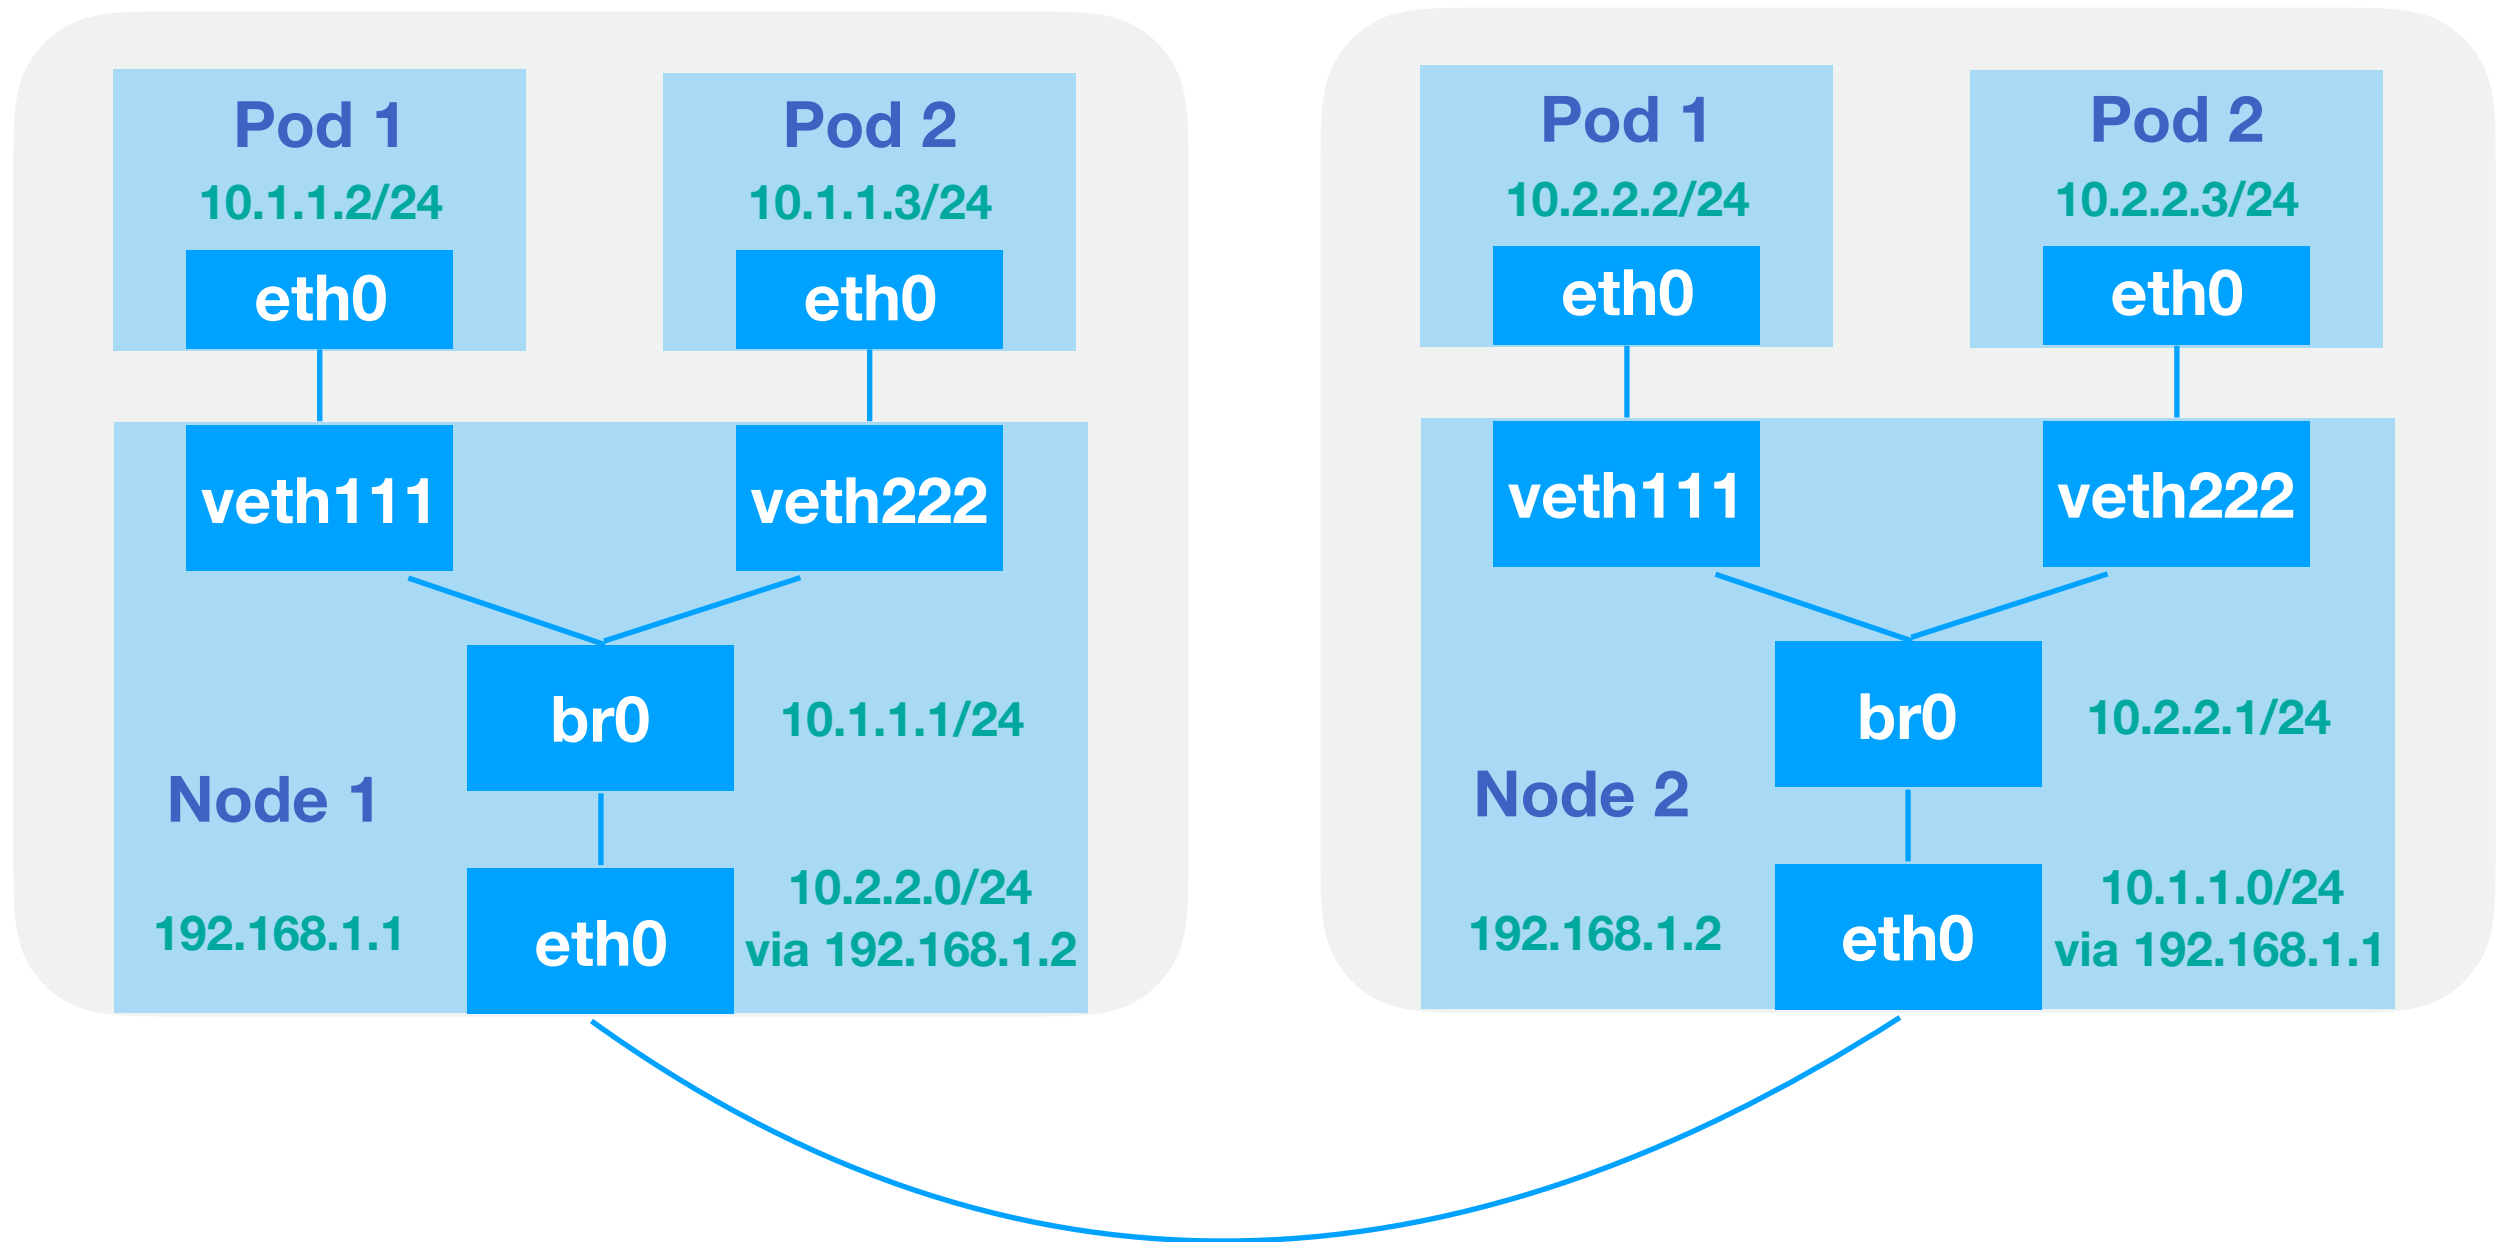 Pod 1
10.1.1.2/24
eth0
Pod 2
10.1.1.3/24
eth0
veth111
veth222
br0
10.1.1.1/24
Node 1
192.168.1.1
eth0
10.2.2.0/24
via 192.168.1.2
Pod 1
10.2.2.2/24
eth0
Pod 2
10.2.2.3/24
eth0
veth111
veth222
br0
10.2.2.1/24
Node 2
192.168.1.2
eth0
10.1.1.0/24
via 192.168.1.1